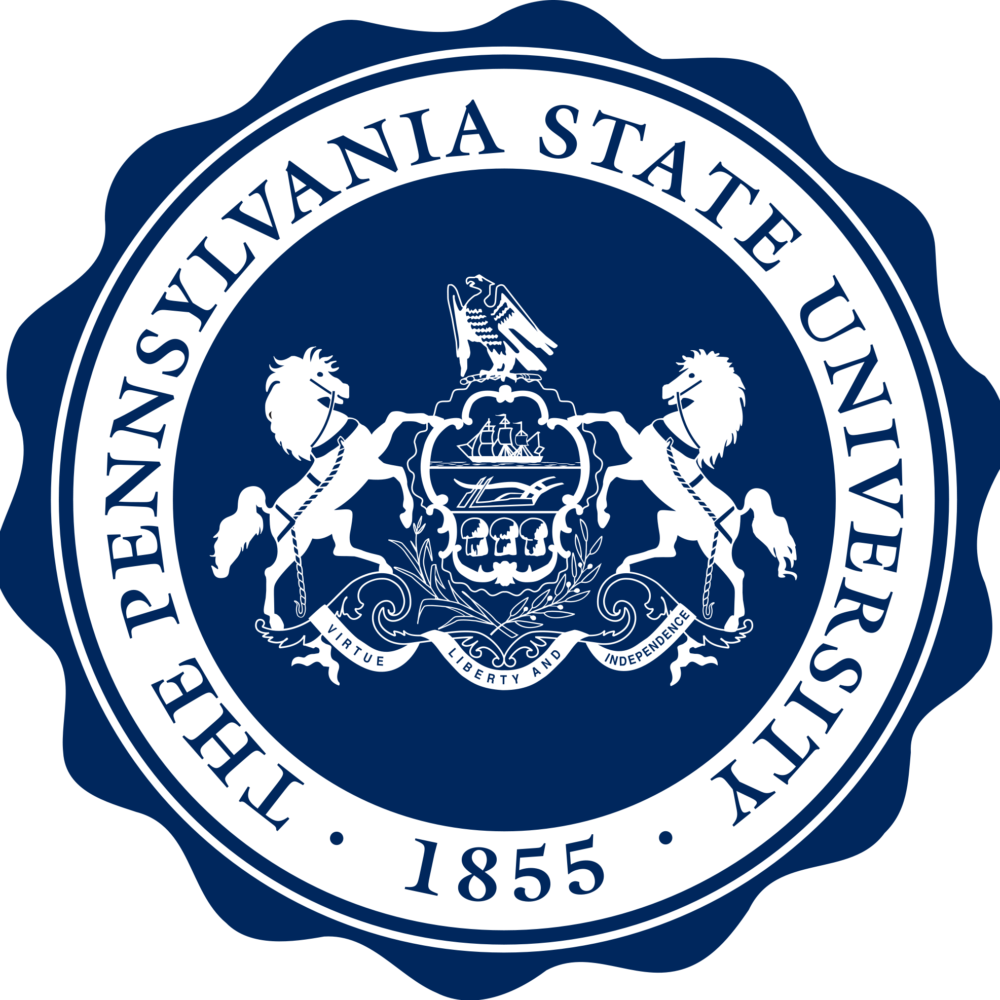 THE PENNSYLVANIA STATE UNIVERSITY
VIRTUE
LIBERTY AND
INDEPENDENCE
• 1855 •